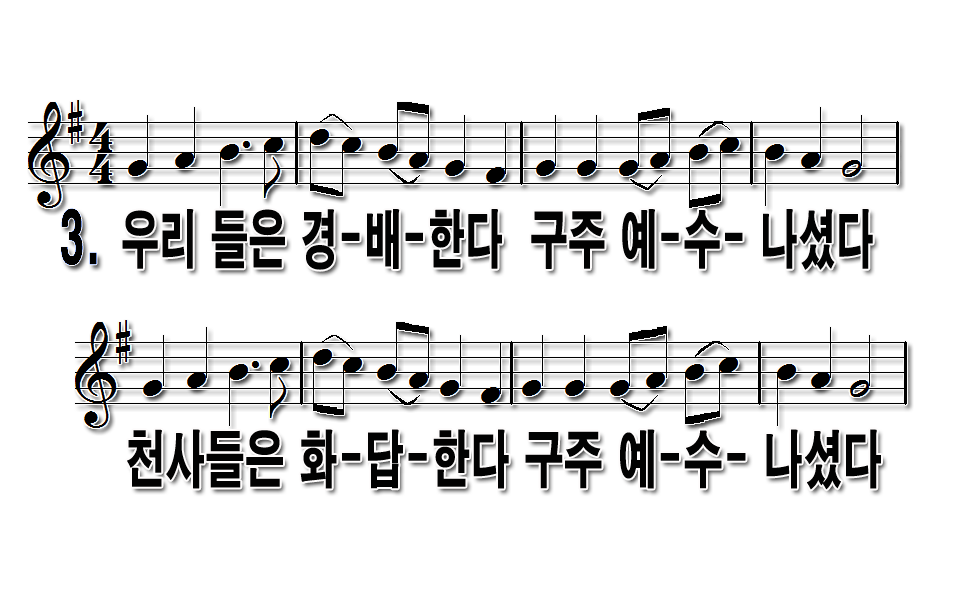 3. 우리 들은 경-배-한다 구주 예-수- 나셨다
천사들은 화-답-한다 구주 예-수- 나셨다